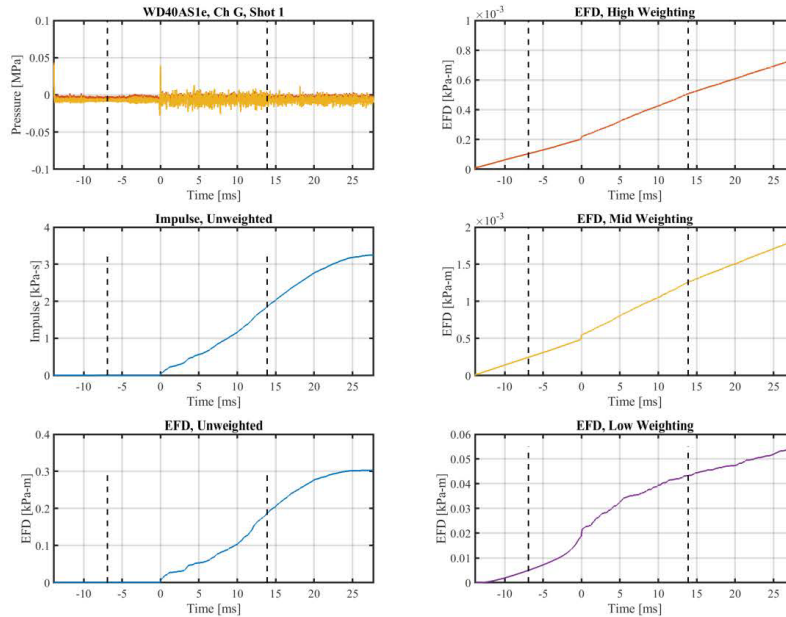 WD40AS1e, Ch G, Shot 1
0.1
0.05
0
-0.05
-0.1
Pressure [MPa]
-10 -5 0 5 10 15 20 25
Time [ms]
EFD, High Weighting
×10⁻³
1
0.8
0.6
0.4
0.2
0
EFD [kPa-m]
-10 -5 0 5 10 15 20 25
Time [ms]
Impulse, Unweighted
4
3
2
1
0
Impulse [kPa-s]
-10 -5 0 5 10 15 20 25
Time [ms]
EFD, Mid Weighting
×10⁻³
2
1.5
1
0.5
0
EFD [kPa-m]
-10 -5 0 5 10 15 20 25
Time [ms]
EFD, Unweighted
0.4
0.3
0.2
0.1
0
EFD [kPa-m]
-10 -5 0 5 10 15 20 25
Time [ms]
EFD, Low Weighting
0.06
0.05
0.04
0.03
0.02
0.01
0
EFD [kPa-m]
-10 -5 0 5 10 15 20 25
Time [ms]